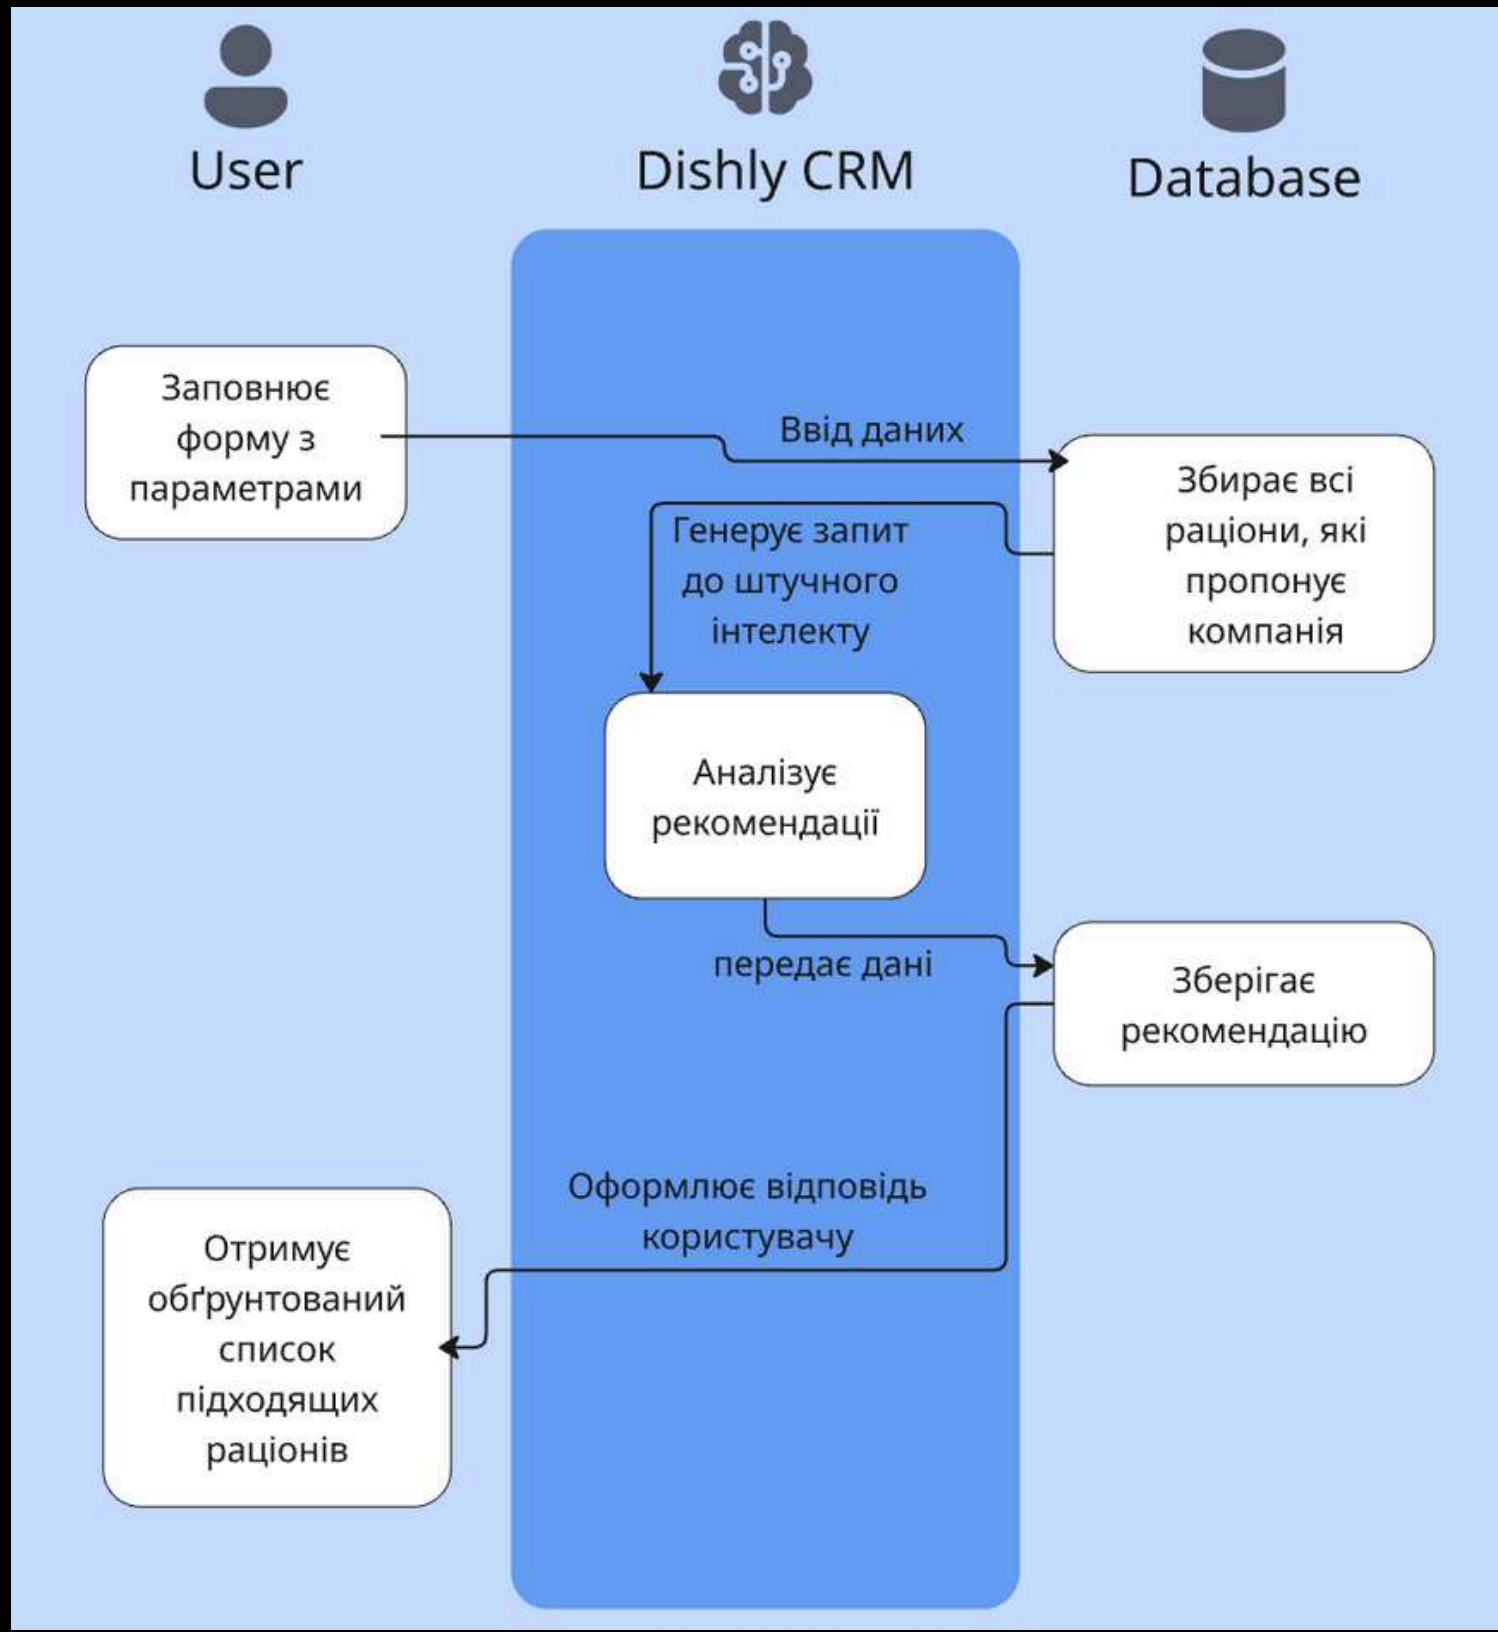 User
Dishly CRM
Database
Заповнює
форму з
параметрами
Ввід даних
Збирає всі
раціони, які
пропонує
компанія
Генерує запит
до штучного
інтелекту
Аналізує
рекомендації
передає дані
Зберігає
рекомендацію
Оформлює відповідь
користувачу
Отримує
обґрунтований
список
підходящих
раціонів